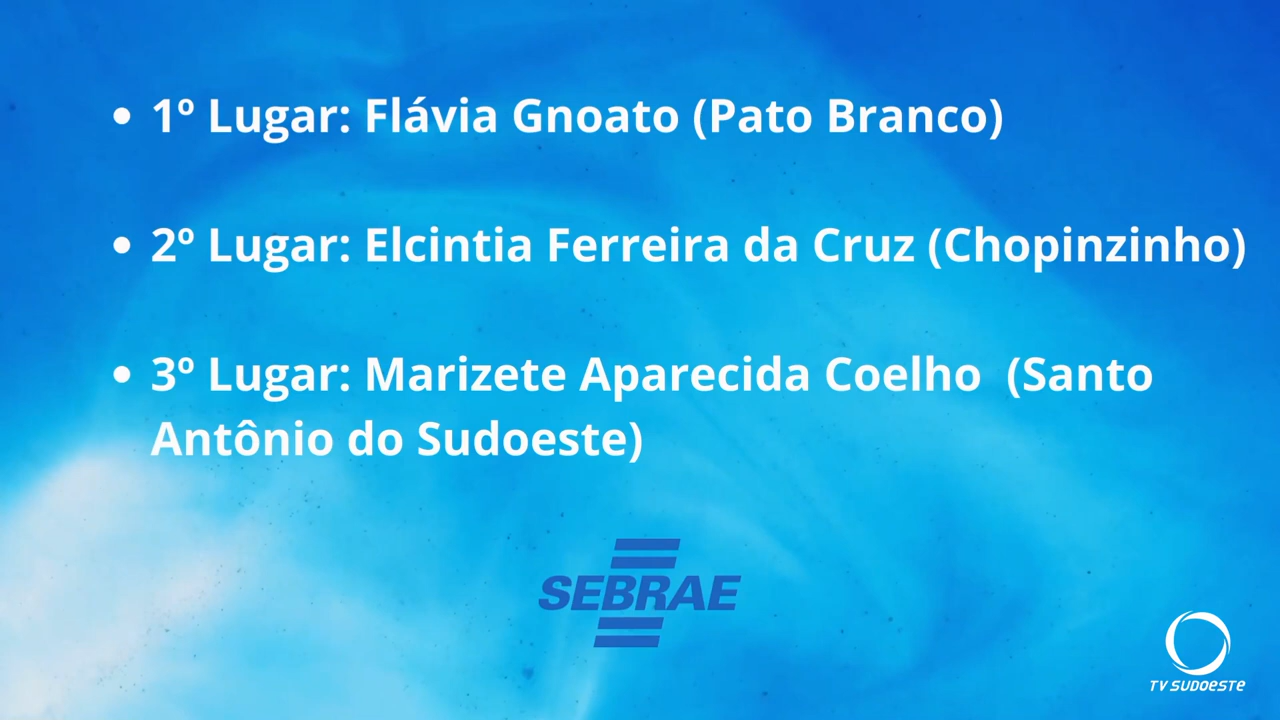 • 1º Lugar: Flávia Gnoato (Pato Branco)
• 2º Lugar: Elcintia Ferreira da Cruz (Chopinzinho)
• 3º Lugar: Marizete Aparecida Coelho (Santo
Antônio do Sudoeste)
SEBRAE
TV SUDOESTE